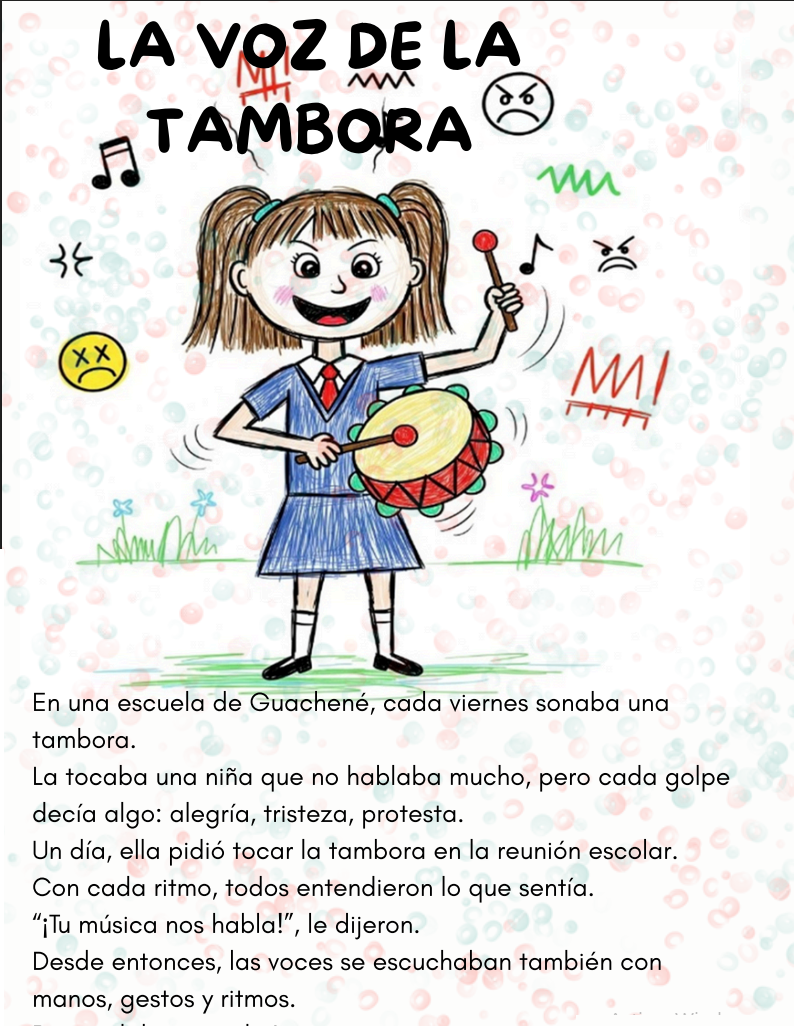 LA VOZ DE LA
TAMBORA
En una escuela de Guachené, cada viernes sonaba una
tambora.
La tocaba una niña que no hablaba mucho, pero cada golpe
decía algo: alegría, tristeza, protesta.
Un día, ella pidió tocar la tambora en la reunión escolar.
Con cada ritmo, todos entendieron lo que sentía.
“¡Tu música nos habla!”, le dijeron.
Desde entonces, las voces se escuchaban también con
manos, gestos y ritmos.